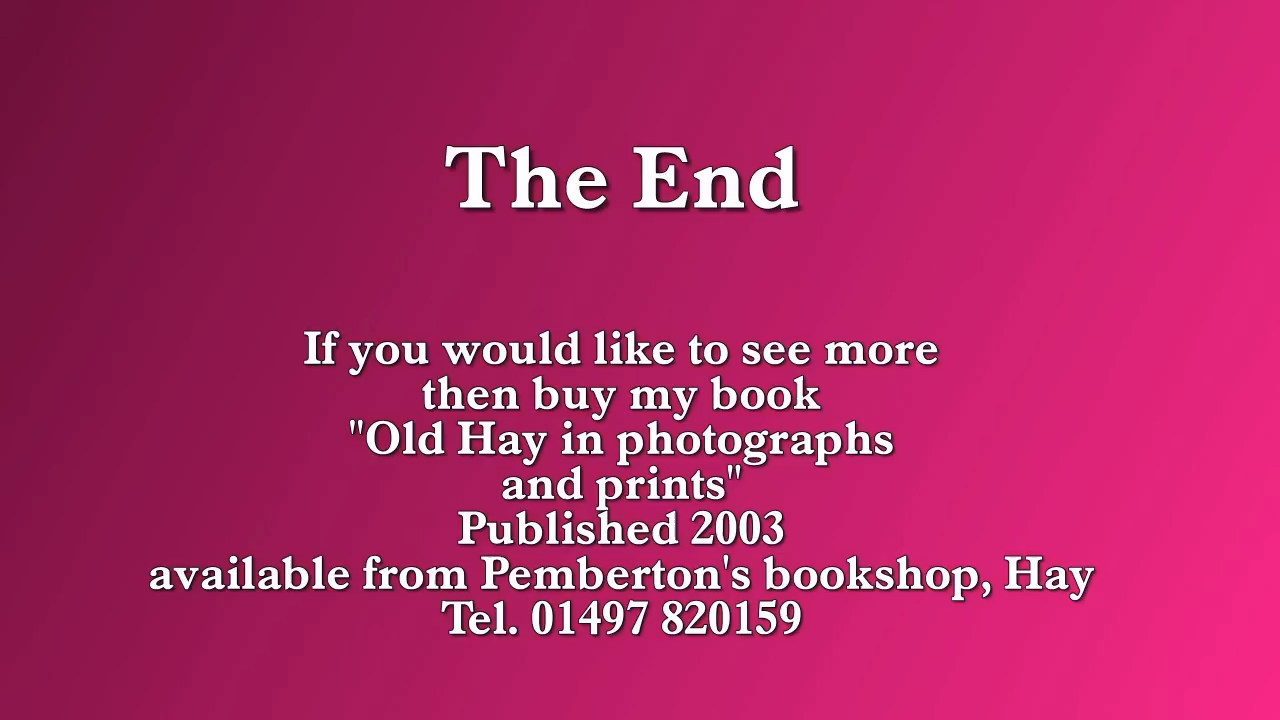 The End
If you would like to see more
then buy my book
"Old Hay in photographs
and prints"
Published 2003
available from Pemberton's bookshop, Hay
Tel. 01497 820159